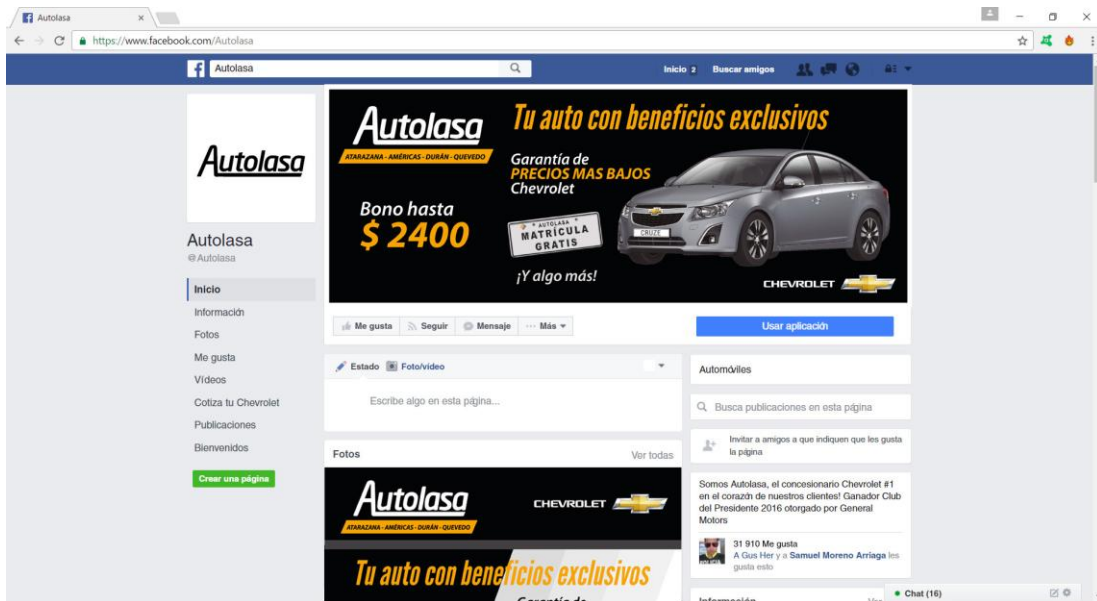 Autolasa
https://www.facebook.com/Autolasa
Autolasa
Inicio 2 Buscar amigos
Autolasa
Autolasa
@Autolasa
Inicio
Información
Fotos
Me gusta
Vídeos
Cotiza tu Chevrolet
Publicaciones
Bienvenidos
Crear una página
Autolasa
ATARAZANA - AMÉRICAS - DURÁN - QUEVEDO
Bono hasta
$ 2400
Tu auto con beneficios exclusivos
Garantía de
PRECIOS MAS BAJOS
Chevrolet
AUTOLASA
MATRÍCULA
GRATIS
¡Y algo más!
CRUZE
CHEVROLET
Me gusta Seguir Mensaje Más
Usar aplicación
Estado Foto/vídeo
Escribe algo en esta página...
Fotos Ver todas
Autolasa
ATARAZANA - AMÉRICAS - DURÁN - QUEVEDO
CHEVROLET
Tu auto con beneficios exclusivos
Garantía de
Automóviles
Busca publicaciones en esta página
Invitar a amigos a que indiquen que les gusta
la página
Somos Autolasa, el concesionario Chevrolet #1
en el corazón de nuestros clientes! Ganador Club
del Presidente 2016 otorgado por General
Motors
31 910 Me gusta
A Gus Her y a Samuel Moreno Arriaga les
gusta esto
Información
Chat (16)